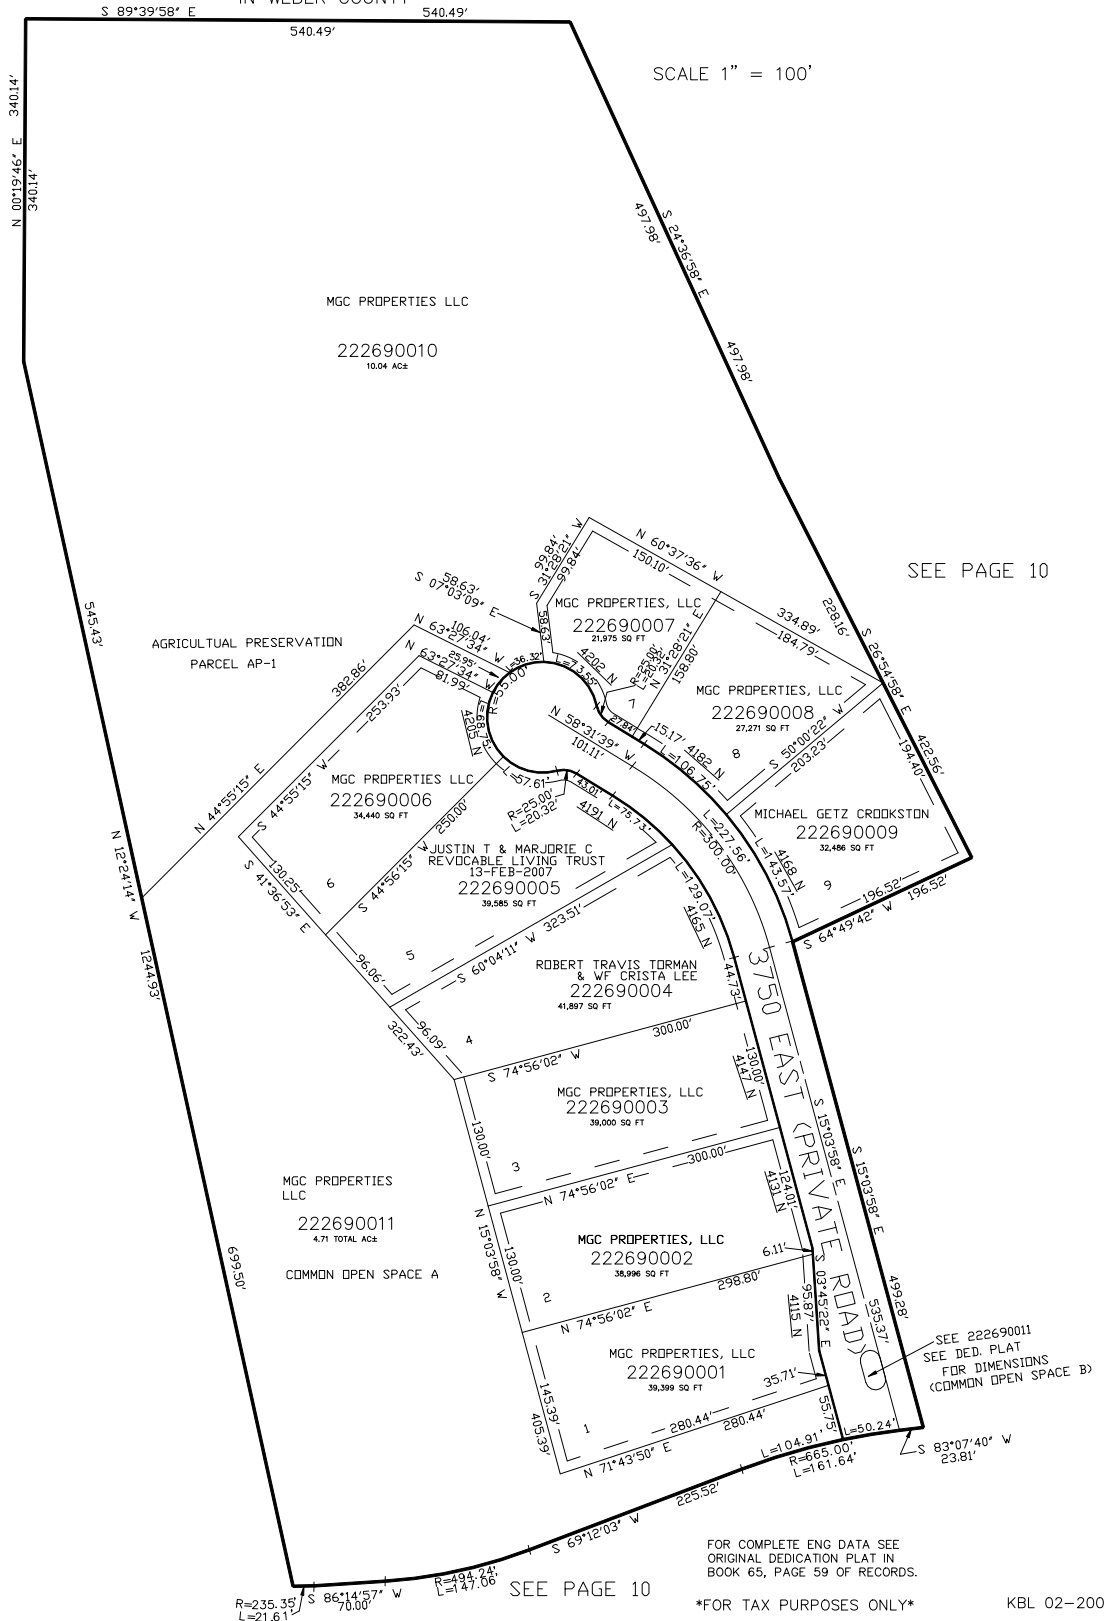 IN WEBER COUNTY
S 89°39'58" E
540.49'
540.49'
SCALE 1" = 100'
N 00°19'46" E
340.14'
340.14'
S 24°36'58" E
497.98'
497.98'
MGC PROPERTIES LLC
222690010
10.04 AC±
SEE PAGE 10
AGRICULTUAL PRESERVATION
PARCEL AP-1
545.43'
N 12°24'14" W
1244.93'
699.50'
N 60°37'36" W
150.10'
334.89'
184.79'
228.16'
S 26°54'58" E
422.56'
194.40'
S 31°28'21" W
99.84'
99.84'
58.63'
S 07°03'09" E
58.63'
MGC PROPERTIES, LLC
222690007
21,975 SQ FT
4202 N
7
R=25.00'
L=20.32'
N 31°28'21" E
158.80'
N 63°27'34" W
106.04'
N 63°27'34" W
25.95'
81.99'
L=36.32'
L=73.55'
R=55.00'
L=68.75'
4205 N
27.84'
15.17'
N 58°31'39" W
101.11'
MGC PROPERTIES, LLC
222690008
27,271 SQ FT
8
4182 N
L=106.75'
S 50°00'22" W
203.23'
382.86'
N 44°55'15" E
253.93'
S 44°55'15" W
MGC PROPERTIES LLC
222690006
34,440 SQ FT
6
130.25'
S 41°36'53" E
S 44°56'15" W
250.00'
L=57.61'
R=25.00'
L=20.32'
43.01'
4191 N
L=75.73'
L=227.56'
R=300.00'
MICHAEL GETZ CROOKSTON
222690009
32,486 SQ FT
4168 N
L=143.57'
9
196.52'
S 64°49'42" W
196.52'
JUSTIN T & MARJORIE C
REVOCABLE LIVING TRUST
13-FEB-2007
222690005
39,585 SQ FT
5
96.06'
S 60°04'11" W
323.51'
L=129.07'
4165 N
ROBERT TRAVIS TORMAN
& WF CRISTA LEE
222690004
41,897 SQ FT
4
96.09'
322.43'
44.73'
S 74°56'02" W
300.00'
MGC PROPERTIES, LLC
222690003
39,000 SQ FT
3
130.00'
130.00'
4147 N
N 74°56'02" E
300.00'
3750 EAST (PRIVATE ROAD)
S 15°03'58" E
535.37'
S 15°03'58" E
499.28'
MGC PROPERTIES
LLC
222690011
4.71 TOTAL AC±
COMMON OPEN SPACE A
N 15°03'58" W
130.00'
MGC PROPERTIES, LLC
222690002
38,996 SQ FT
2
124.01'
4131 N
6.11'
N 74°56'02" E
298.80'
S 03°45'22" E
95.87'
4115 N
MGC PROPERTIES, LLC
222690001
39,399 SQ FT
1
35.71'
145.39'
405.39'
280.44'
N 71°43'50" E
280.44'
55.75'
SEE 222690011
SEE DED. PLAT
FOR DIMENSIONS
(COMMON OPEN SPACE B)
L=50.24'
S 83°07'40" W
23.81'
L=104.91'
R=665.00'
L=161.64'
225.52'
S 69°12'03" W
R=494.24'
L=147.06
S 86°14'57" W
70.00'
R=235.35'
L=21.61'
SEE PAGE 10
FOR COMPLETE ENG DATA SEE
ORIGINAL DEDICATION PLAT IN
BOOK 65, PAGE 59 OF RECORDS.
*FOR TAX PURPOSES ONLY*
KBL 02-200